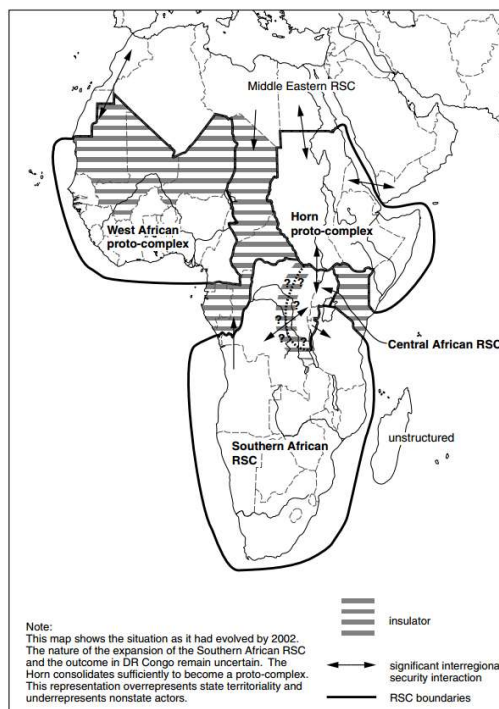 Middle Eastern RSC
West African
proto-complex
Horn
proto-complex
? ?
?
?
?
? ? ?
Central African RSC
unstructured
Southern African
RSC
Note:
This map shows the situation as it had evolved by 2002.
The nature of the expansion of the Southern African RSC
and the outcome in DR Congo remain uncertain. The
Horn consolidates sufficiently to become a proto-complex.
This representation overrepresents state territoriality and
underrepresents nonstate actors.
insulator
significant interregional
security interaction
RSC boundaries